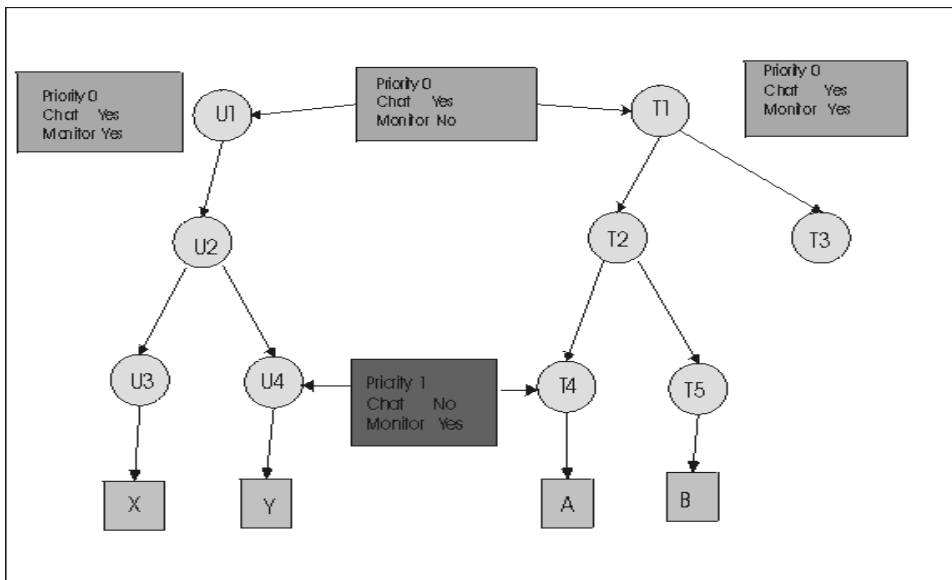 Priority 0
Chat Yes
Manitor Yes
U1
Priority 0
Chat Yes
Monitor No
T1
Priority 0
Chat Yes
Monitor Yes
U2
T2
T3
U3
U4
Priority 1
Chat No
Monitor Yes
T4
T5
X
Y
A
B